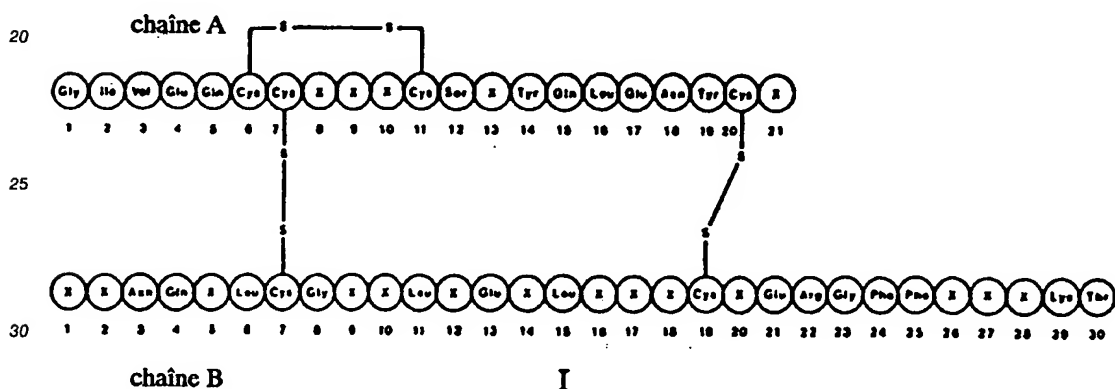 20 chaîne A
S S
Gly Ile Val Glu Gln Cys Cys X X X Cys Ser X Tyr Gln Leu Glu Asn Tyr Cys X
1 2 3 4 5 6 7 8 9 10 11 12 13 14 15 16 17 18 19 20 21
S S
25
S S
X X Asn Gln X Leu Cys Gly X X Leu X Glu X Leu X X X Cys X Glu Arg Gly Phe Phe X X X Lys Thr
30 1 2 3 4 5 6 7 8 9 10 11 12 13 14 15 16 17 18 19 20 21 22 23 24 25 26 27 28 29 30
chaîne B I